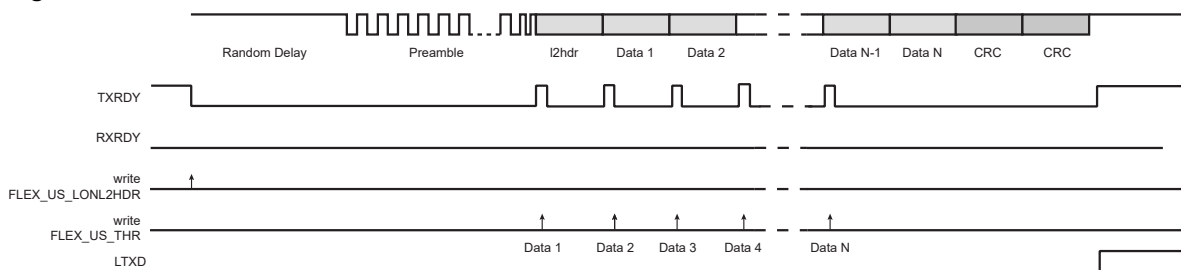 Random Delay Preamble l2hdr Data 1 Data 2 Data N-1 Data N CRC CRC
TXRDY
RXRDY
write
FLEX_US_LONL2HDR
write
FLEX_US_THR
Data 1 Data 2 Data 3 Data 4 Data N
LTXD